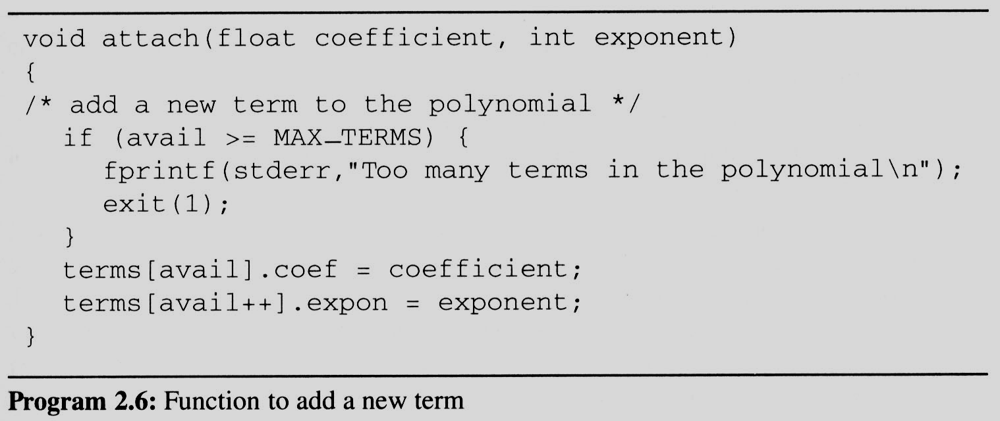 void attach(float coefficient, int exponent)
{
/* add a new term to the polynomial */
   if (avail >= MAX_TERMS) {
      fprintf(stderr,"Too many terms in the polynomial\n");
      exit(1);
   }
   terms[avail].coef = coefficient;
   terms[avail++].expon = exponent;
}
Program 2.6: Function to add a new term